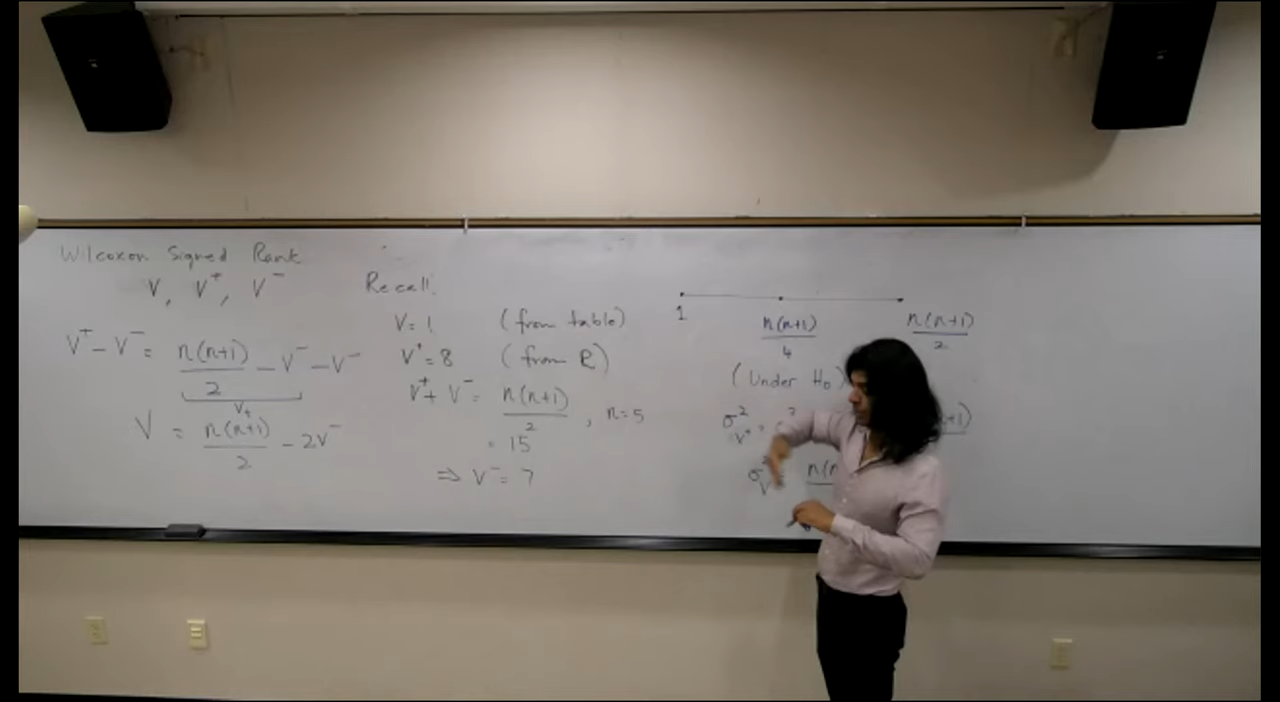 Wilcoxon Signed Rank
V, V⁺, V⁻
V⁺ - V⁻ = n(n+1)/2 - V⁻ - V⁻
V₊
V = n(n+1)/2 - 2V⁻
Recall:
V = 1 (from table)
V⁺ = 8 (from R)
V⁺ + V⁻ = n(n+1)/2 , n=5
= 15
⇒ V⁻ = 7
1
n(n+1)/4
n(n+1)/2
(Under H₀)
σ²V⁺ =
σ²V = n(n